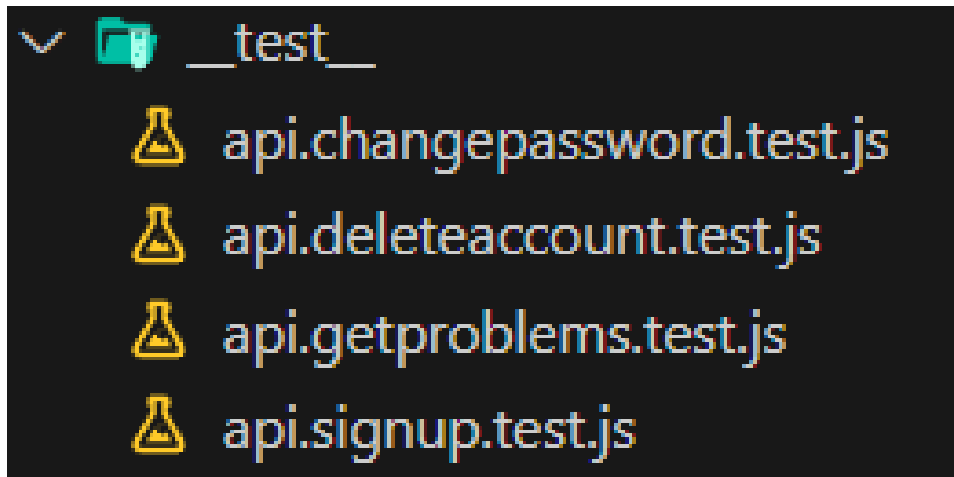 __test__
api.changepassword.test.js
api.deleteaccount.test.js
api.getproblems.test.js
api.signup.test.js